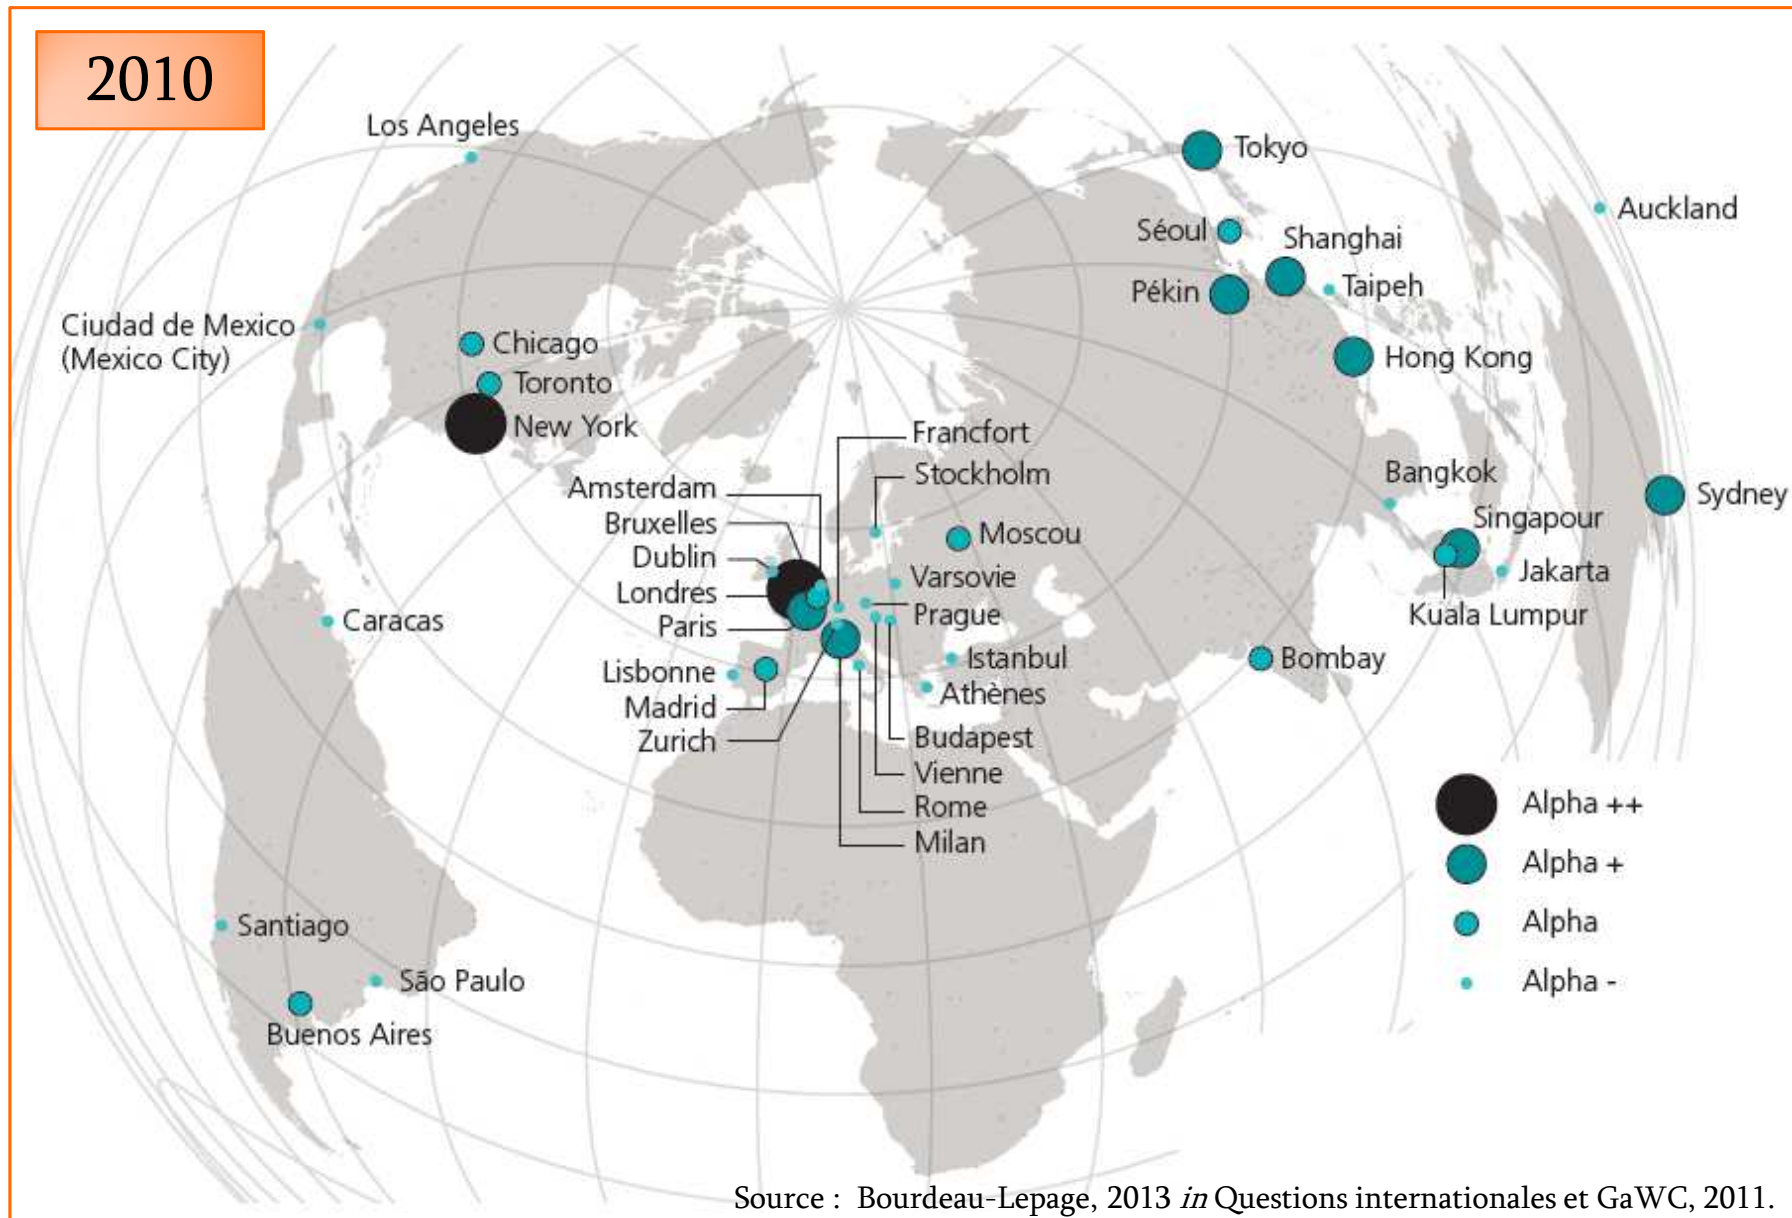 2010
Los Angeles
Tokyo
Auckland
Séoul
Shanghai
Pékin
Taipeh
Ciudad de Mexico
(Mexico City)
Chicago
Hong Kong
Toronto
New York
Francfort
Stockholm
Amsterdam
Bruxelles
Dublin
Londres
Paris
Lisbonne
Madrid
Zurich
Moscou
Varsovie
Prague
Istanbul
Athènes
Budapest
Vienne
Rome
Milan
Bangkok
Sydney
Singapour
Jakarta
Kuala Lumpur
Bombay
Caracas
Santiago
São Paulo
Buenos Aires
Alpha ++
Alpha +
Alpha
Alpha -
Source : Bourdeau-Lepage, 2013 in Questions internationales et GaWC, 2011.